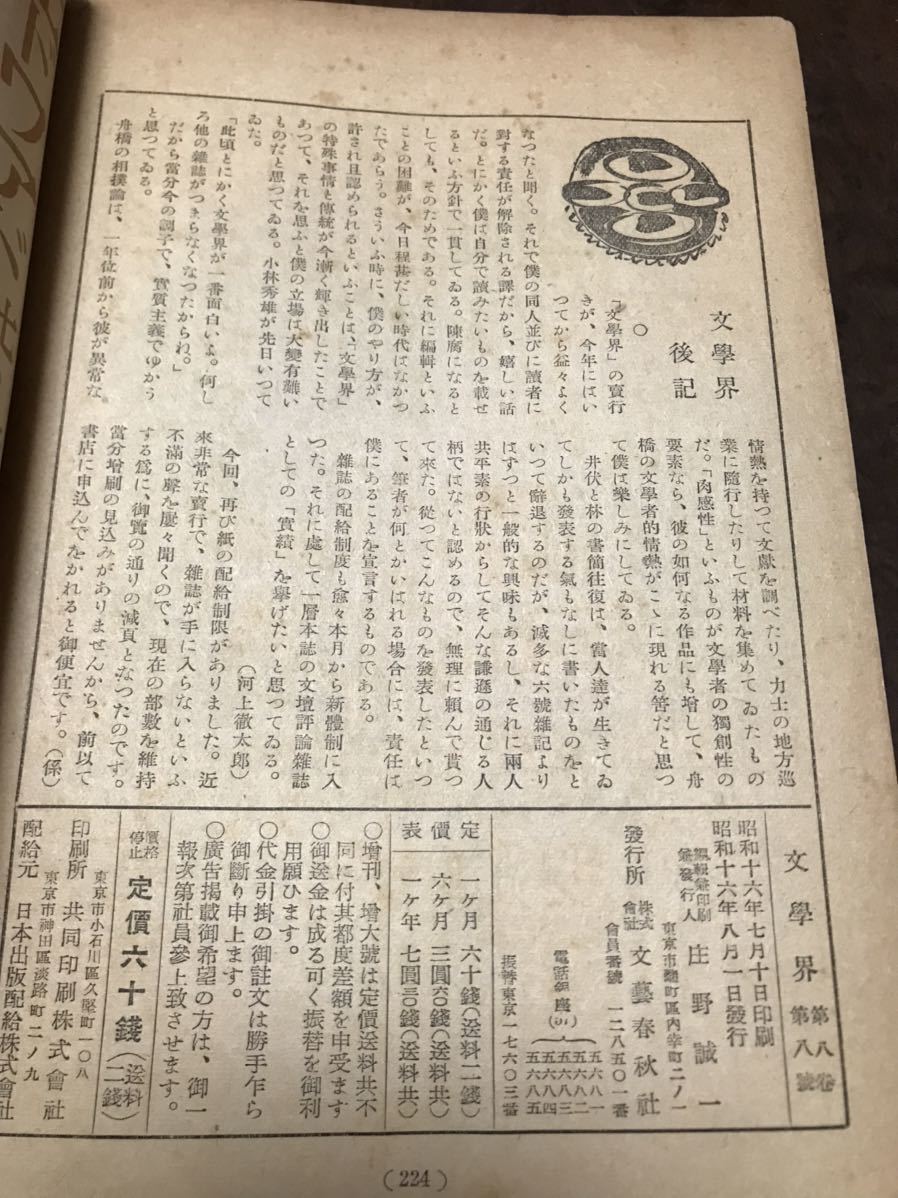 文學界
後記
○
「文學界」の賣行
きが、今年にはい
つてから益々よく
なつたと聞く。それで僕の同人並びに讀者に
對する責任が解除される譯だから、嬉しい話
だ。とにかく僕は自分で讀みたいものを載せ
るといふ方針で一貫してゐる。陳腐になると
しても、そのためである。それに編輯といふ
ことの困難が、今日程甚だしい時代はなかつ
たであらう。さういふ時に、僕のやり方が、
許され且認められるといふことは、「文學界」
の特殊事情と傳統が今漸く輝き出したことで
あつて、それを思ふと僕の立場は大變有難い
ものだと思つてゐる。小林秀雄が先日いつて
ゐた。
「此頃とにかく文學界が一番面白いよ。何し
ろ他の雜誌がつまらなくなつたからね。」
だから當分今の調子で、實質主義でゆかう
と思つてゐる。
舟橋の相撲論は、一年位前から彼が異常な
情熱を持つて文獻を調べたり、力士の地方巡
業に隨行したりして材料を集めてゐたもの
だ。「肉感性」といふものが文學者の獨創性の
要素なら、彼の如何なる作品にも增して、舟
橋の文學者的情熱がこゝに現れる筈だと思つ
て僕は樂しみにしてゐる。
井伏と林の書簡往復は、當人達が生きてゐ
てしかも發表する氣もなしに書いたものをと
いつて辭退するのだが、滅多な六號雜記より
はずつと一般的な興味もあるし、それに兩人
共平素の行狀からしてそんな謙遜の通じる人
柄ではないと認めるので、無理に賴んで貰つ
て來た。從つてこんなものを發表したといつ
て、筆者が何とかいはれる場合には、責任は
僕にあることを宣言するものである。
雜誌の配給制度も愈々本月から新體制に入
つた。それに處して一層本誌の文壇評論雜誌
としての「實績」を擧げたいと思つてゐる。
（河上徹太郎）
今回、再び紙の配給制限がありました。近
來非常な賣行で、雜誌が手に入らないといふ
不滿の聲を屢々聞くので、現在の部數を維持
する爲に、御覽の通りの減頁となつたのです。
當分增刷の見込みがありませんから、前以て
書店に申込んでをかれると御便宜です。（係）
文學界 第八卷 第八號
昭和十六年七月十日印刷
昭和十六年八月一日發行
編輯兼印刷兼發行人 庄野誠一
東京市麴町區內幸町二ノ一
發行所 株式會社 文藝春秋社
會員番號 一二八五〇一番
電話銀座(57) 五六八一 五六八二 五六八三 五六八四 五六八五
振替東京一七六〇三番
定價表
一ケ月 六十錢(送料二錢)
六ケ月 三圓六〇錢(送料共)
一ケ年 七圓二〇錢(送料共)
○增刊、增大號は定價送料共不
同に付其都度差額を申受ます
○御送金は成る可く振替を御利
用願ひます。
○代金引掛の御註文は勝手乍ら
御斷り申上ます。
○廣告揭載御希望の方は、御一
報次第社員參上致させます。
價格停止 定價六十錢(送料二錢)
東京市小石川區久堅町一〇八
印刷所 共同印刷株式會社
東京市神田區淡路町二ノ九
配給元 日本出版配給株式會社
(224)